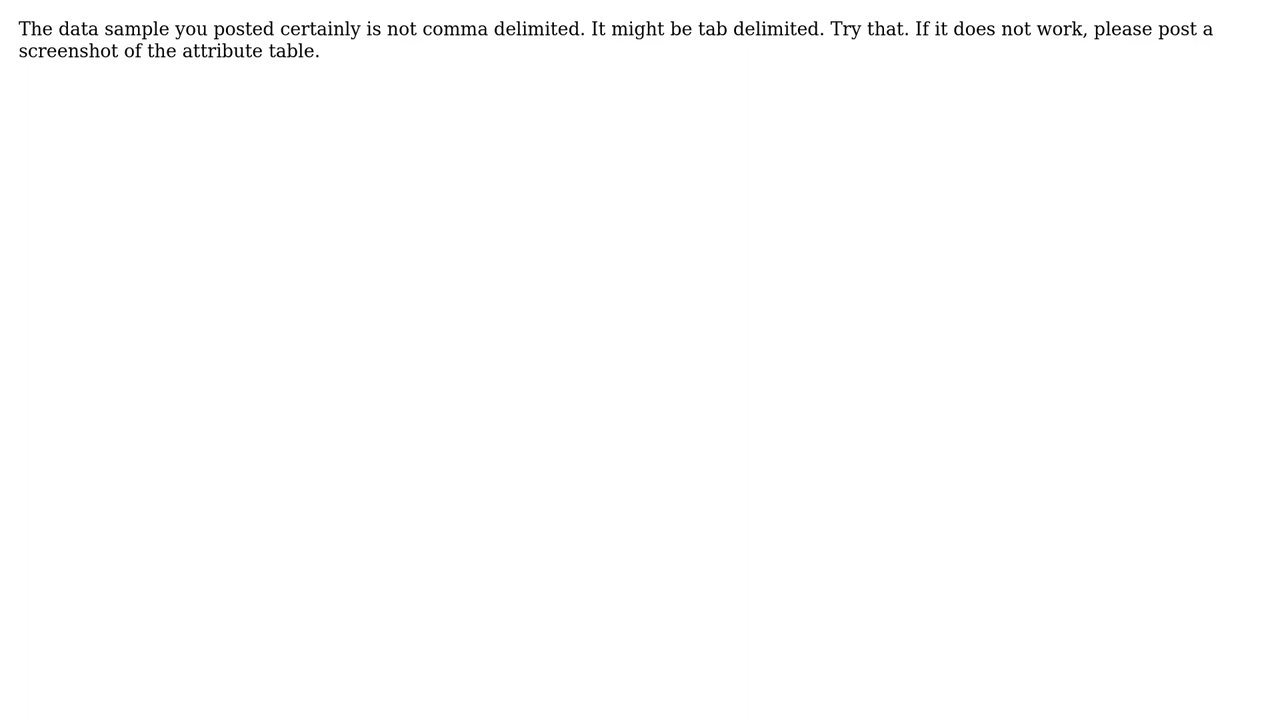 The data sample you posted certainly is not comma delimited. It might be tab delimited. Try that. If it does not work, please post a
screenshot of the attribute table.